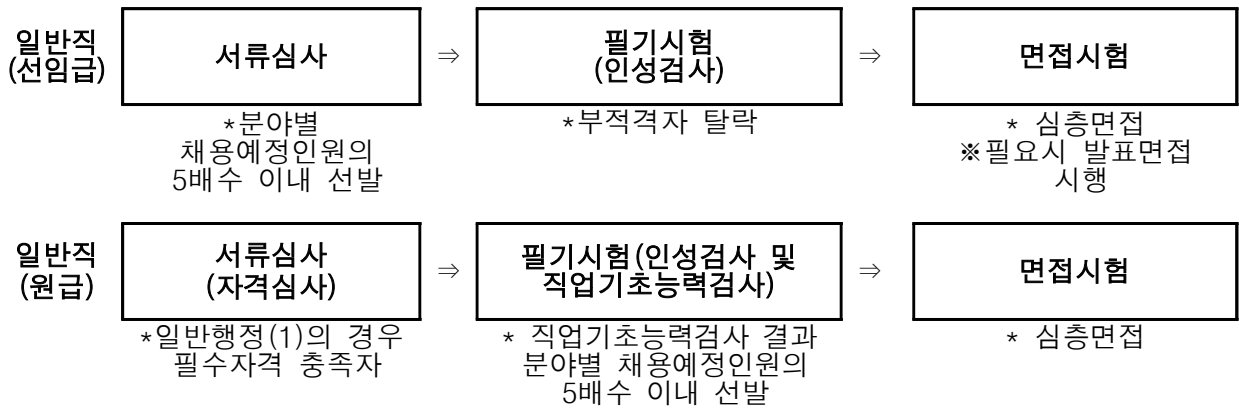 일반직
(선임급)
서류심사
⇒
필기시험
(인성검사)
⇒
면접시험
*분야별
채용예정인원의
5배수 이내 선발
*부적격자 탈락
* 심층면접
※필요시 발표면접
시행
일반직
(원급)
서류심사
(자격심사)
⇒
필기시험(인성검사 및
직업기초능력검사)
⇒
면접시험
*일반행정(1)의 경우
필수자격 충족자
* 직업기초능력검사 결과
분야별 채용예정인원의
5배수 이내 선발
* 심층면접